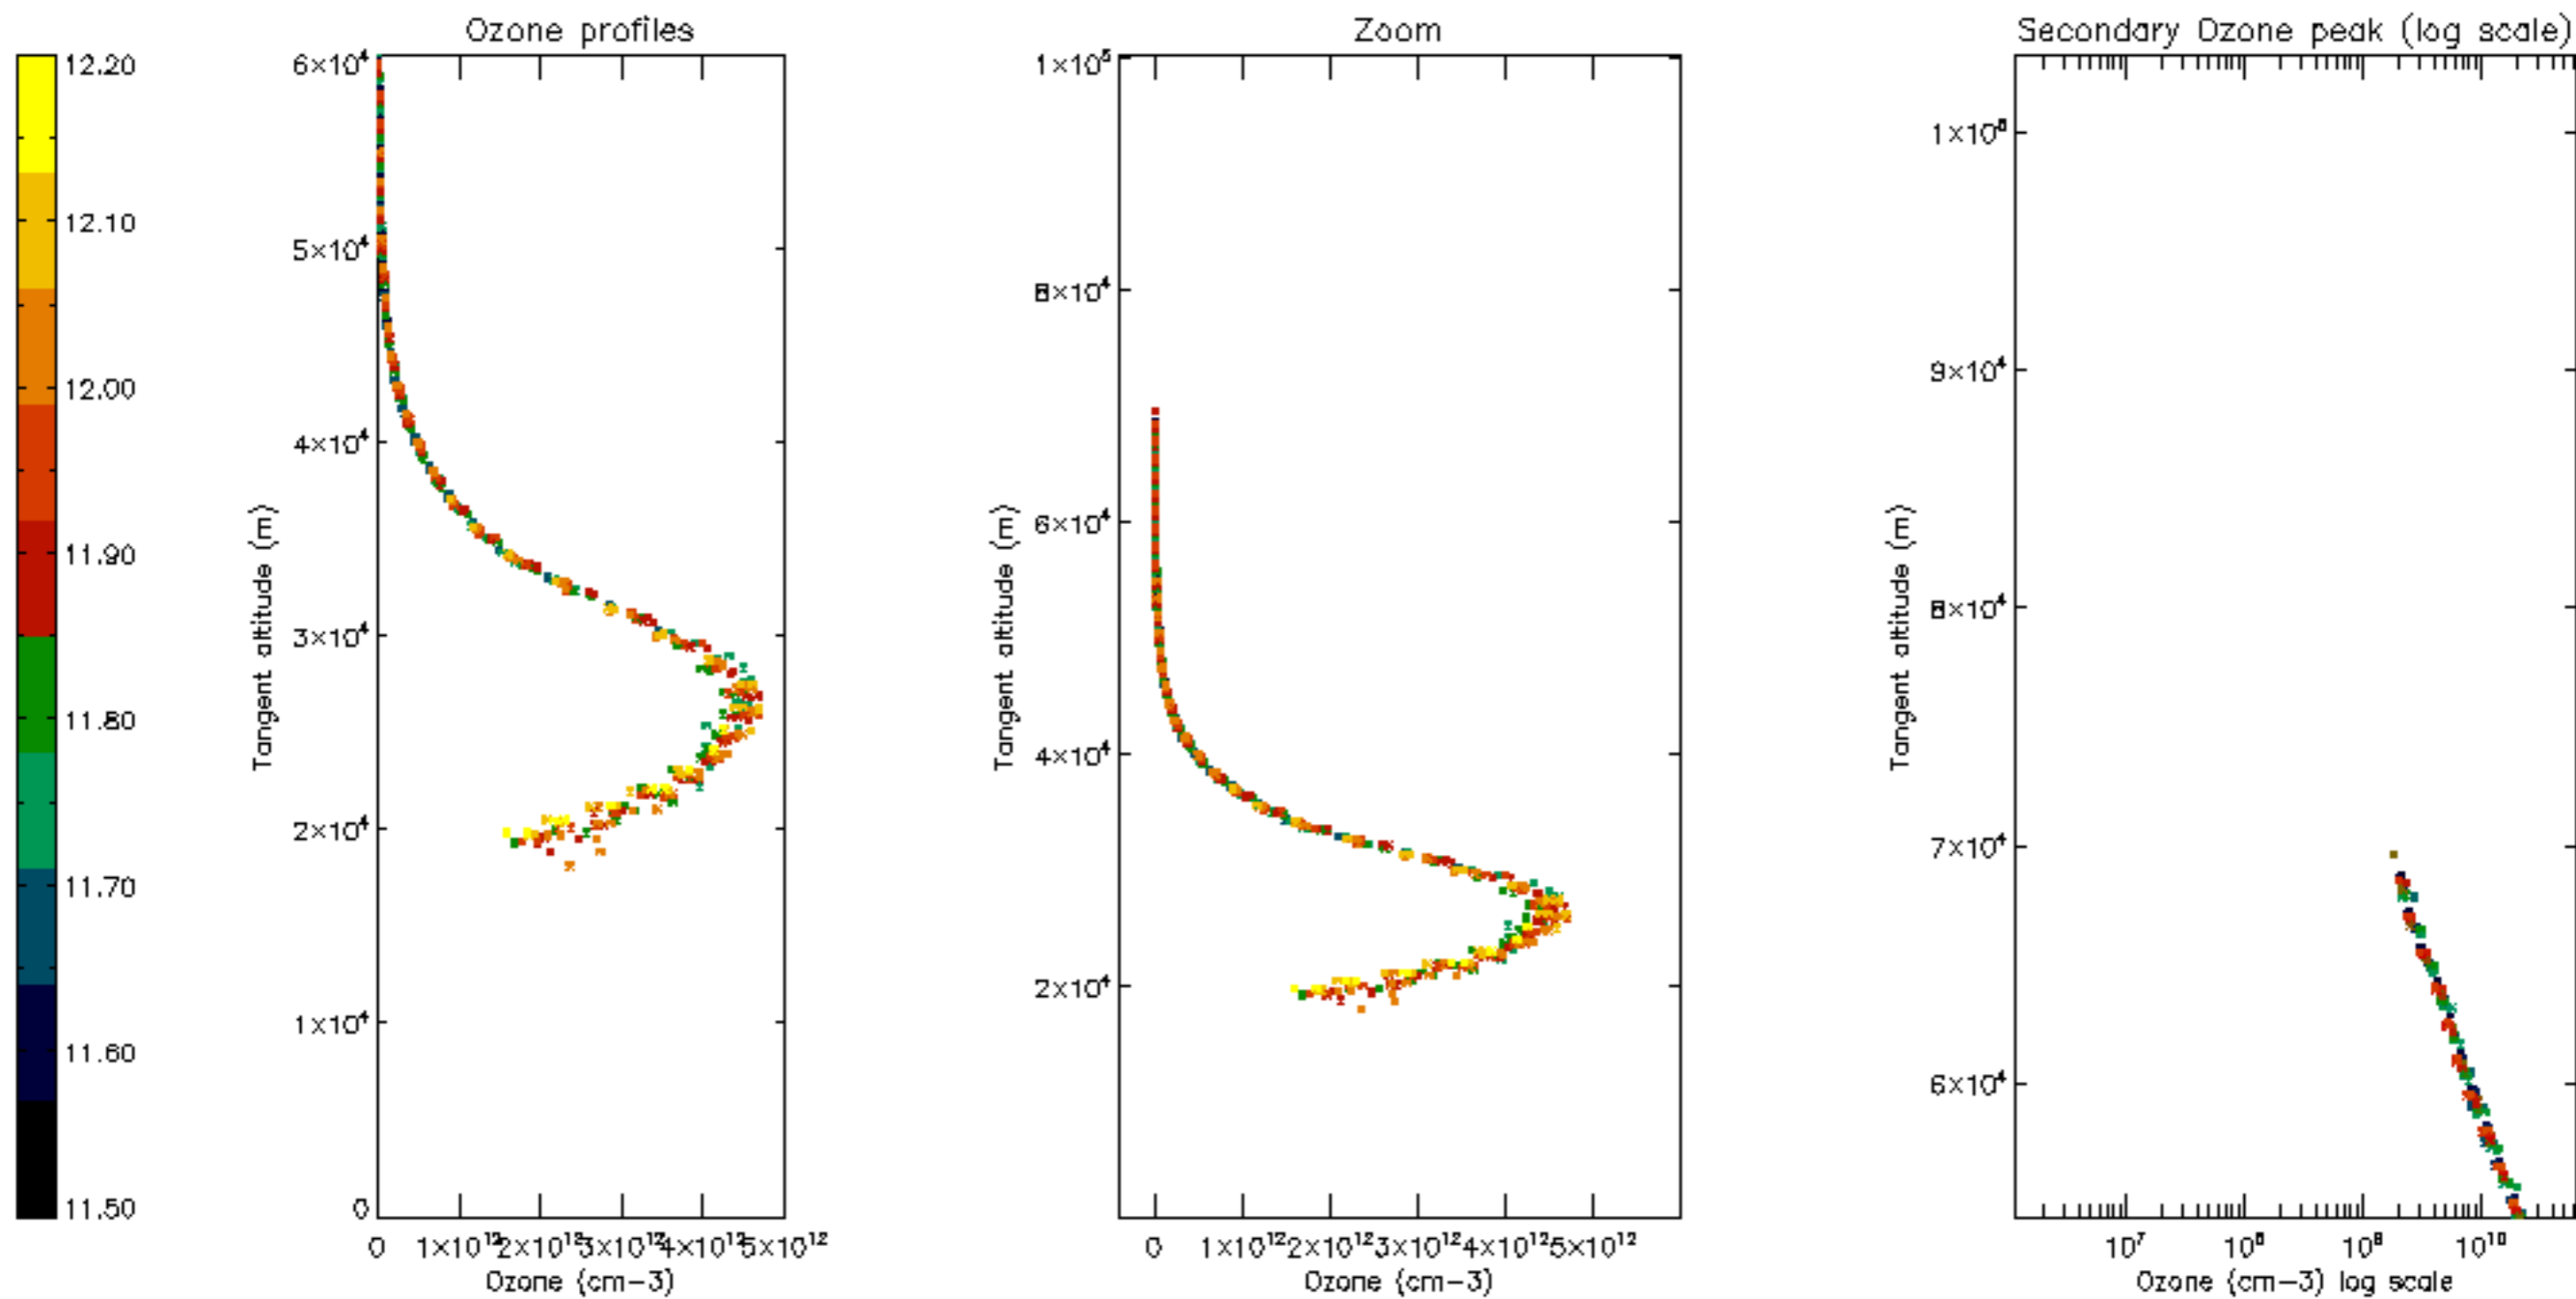 Ozone profiles
Zoom
Secondary Ozone peak (log scale)
12.20
12.10
12.00
11.90
11.80
11.70
11.60
11.50
6×10⁴
5×10⁴
4×10⁴
3×10⁴
2×10⁴
1×10⁴
0
Tangent altitude (m)
0 1×10¹² 2×10¹² 3×10¹² 4×10¹² 5×10¹²
Ozone (cm-3)
1×10⁵
8×10⁴
6×10⁴
4×10⁴
2×10⁴
Tangent altitude (m)
0 1×10¹² 2×10¹² 3×10¹² 4×10¹² 5×10¹²
Ozone (cm-3)
1×10⁵
9×10⁴
8×10⁴
7×10⁴
6×10⁴
Tangent altitude (m)
10⁷ 10⁸ 10⁹ 10¹⁰
Ozone (cm-3) log scale